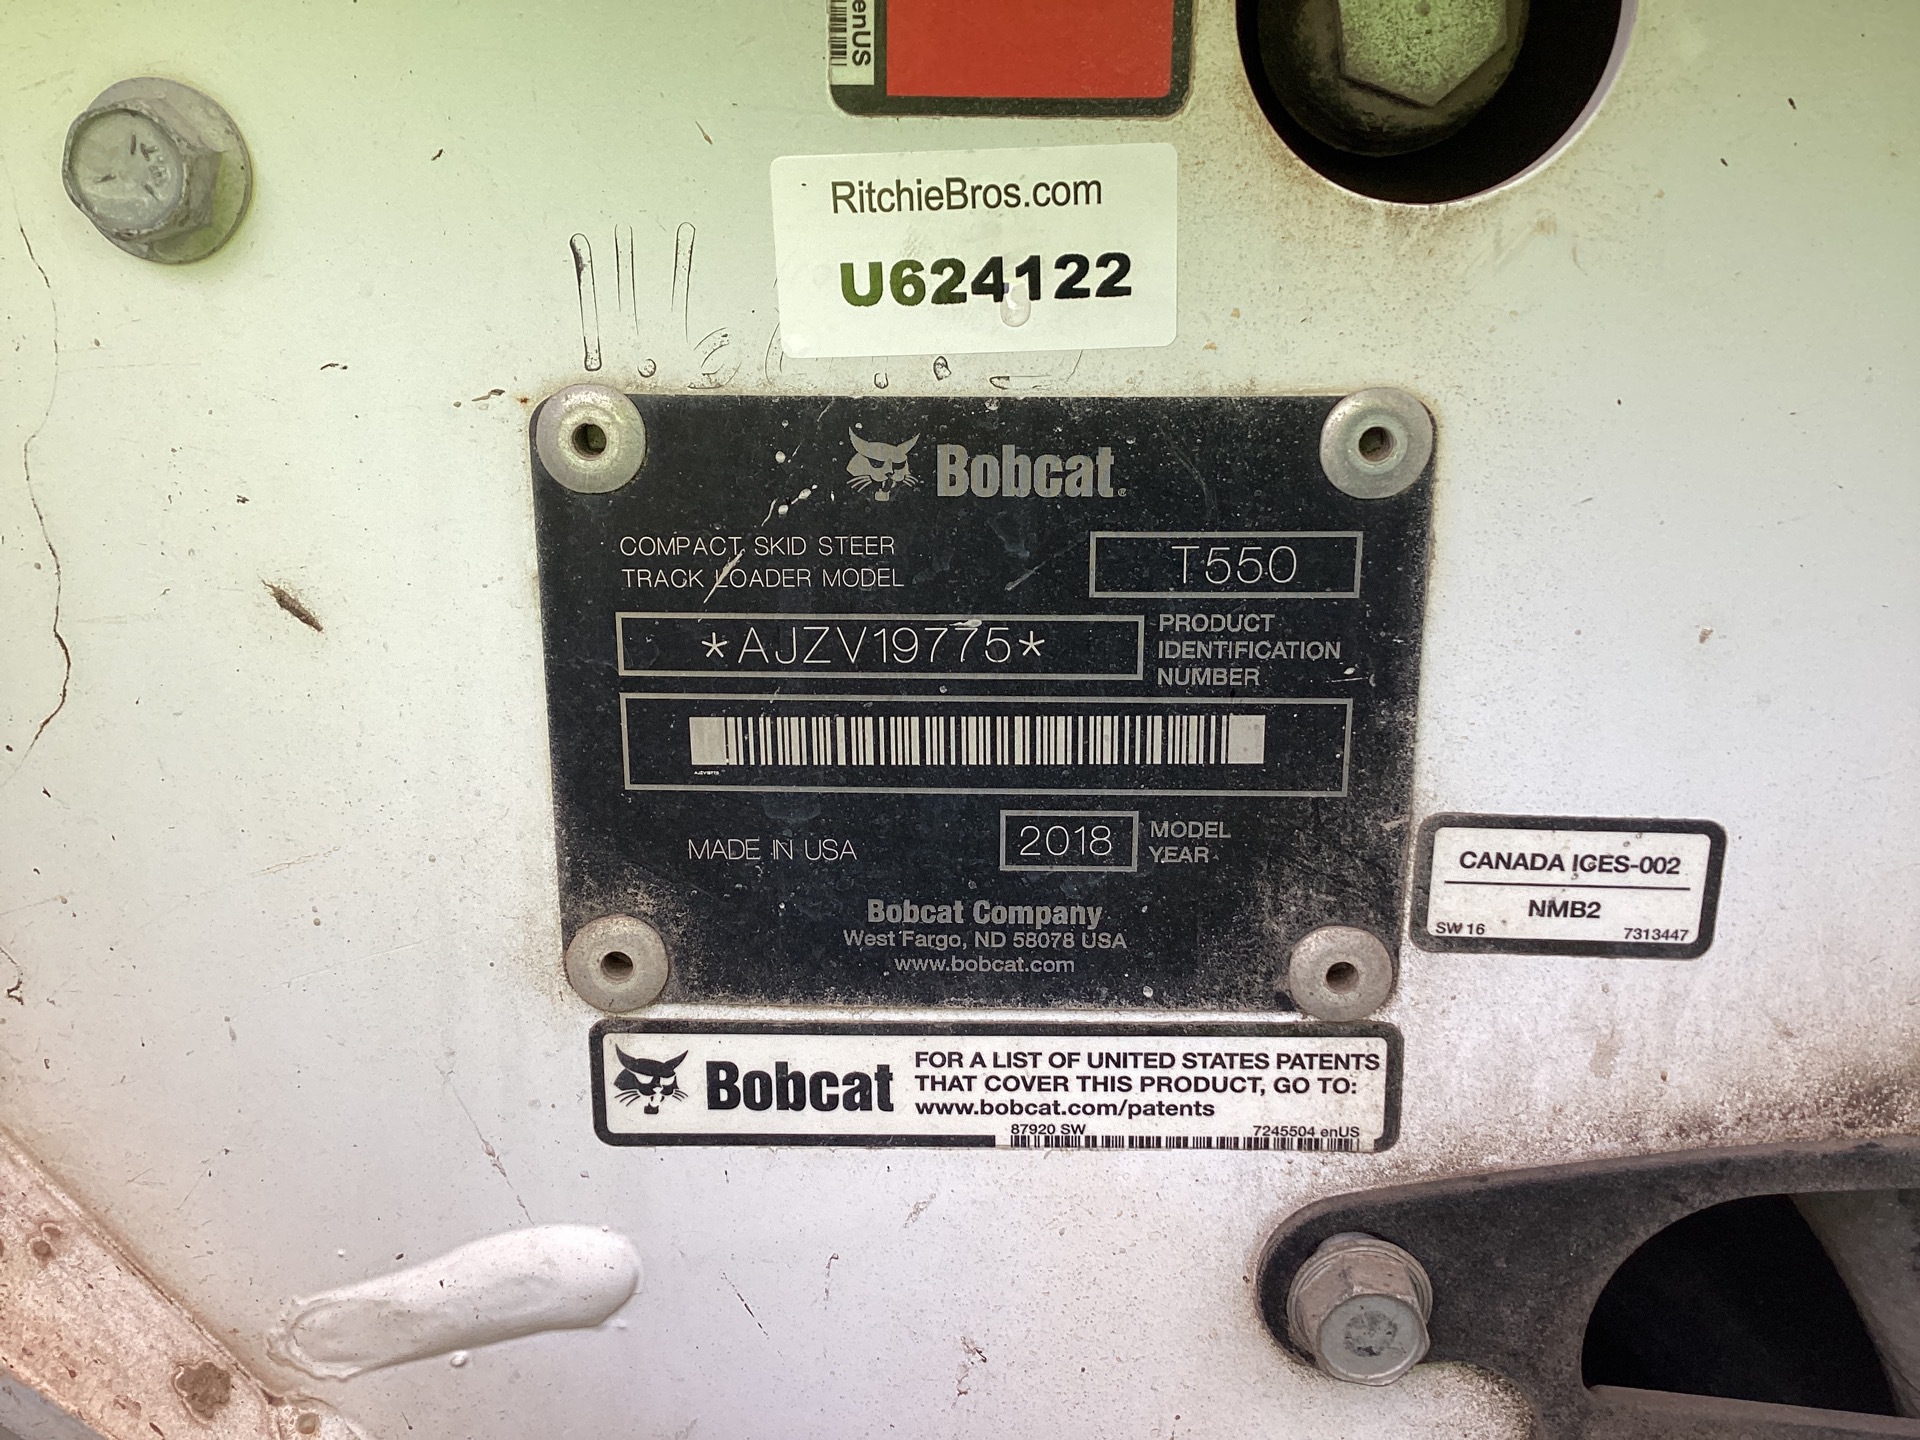 enUS
RitchieBros.com
U624122
Bobcat®
COMPACT SKID STEER
TRACK LOADER MODEL
T550
*AJZV19775*
PRODUCT
IDENTIFICATION
NUMBER
AJZV19775
MADE IN USA
2018
MODEL
YEAR
Bobcat Company
West Fargo, ND 58078 USA
www.bobcat.com
CANADA ICES-002
NMB2
SW 16
7313447
Bobcat
FOR A LIST OF UNITED STATES PATENTS
THAT COVER THIS PRODUCT, GO TO:
www.bobcat.com/patents
87920 SW
7245504 enUS